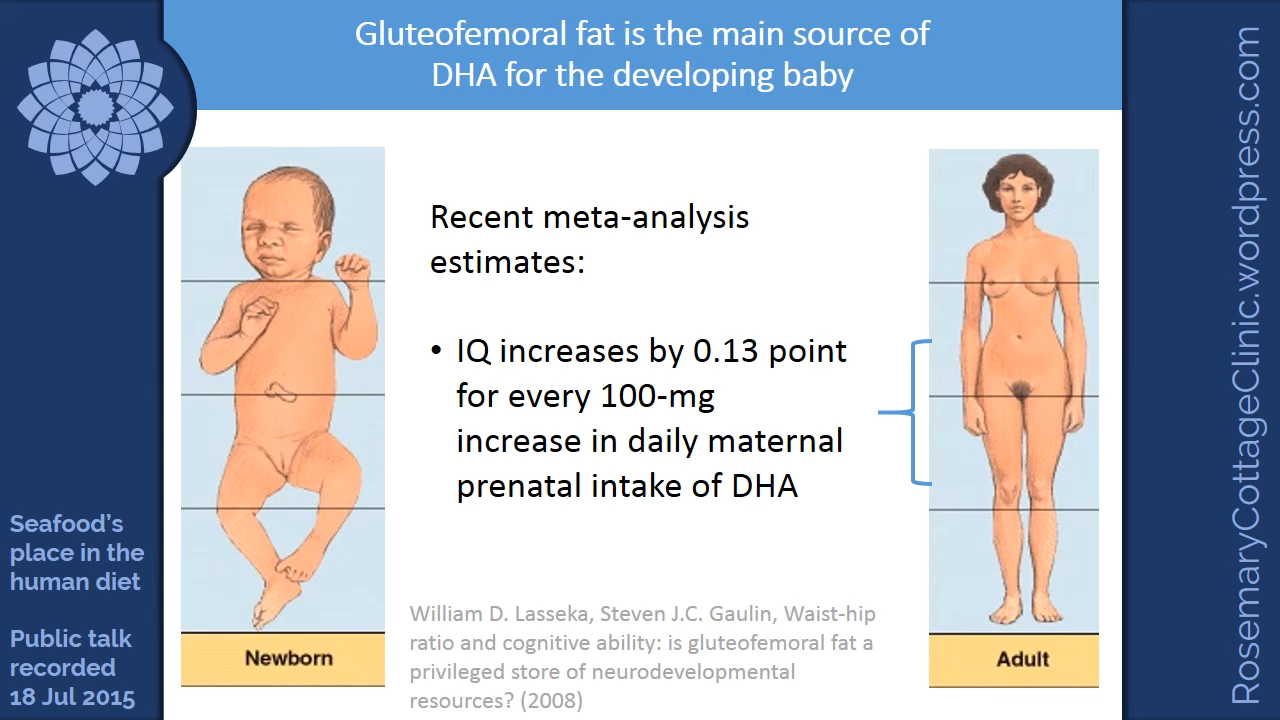 Gluteofemoral fat is the main source of
DHA for the developing baby
Recent meta-analysis
estimates:
• IQ increases by 0.13 point
for every 100-mg
increase in daily maternal
prenatal intake of DHA
William D. Lasseka, Steven J.C. Gaulin, Waist-hip
ratio and cognitive ability: is gluteofemoral fat a
privileged store of neurodevelopmental
resources? (2008)
Newborn
Adult
Seafood’s
place in the
human diet
Public talk
recorded
18 Jul 2015
RosemaryCottageClinic.wordpress.com